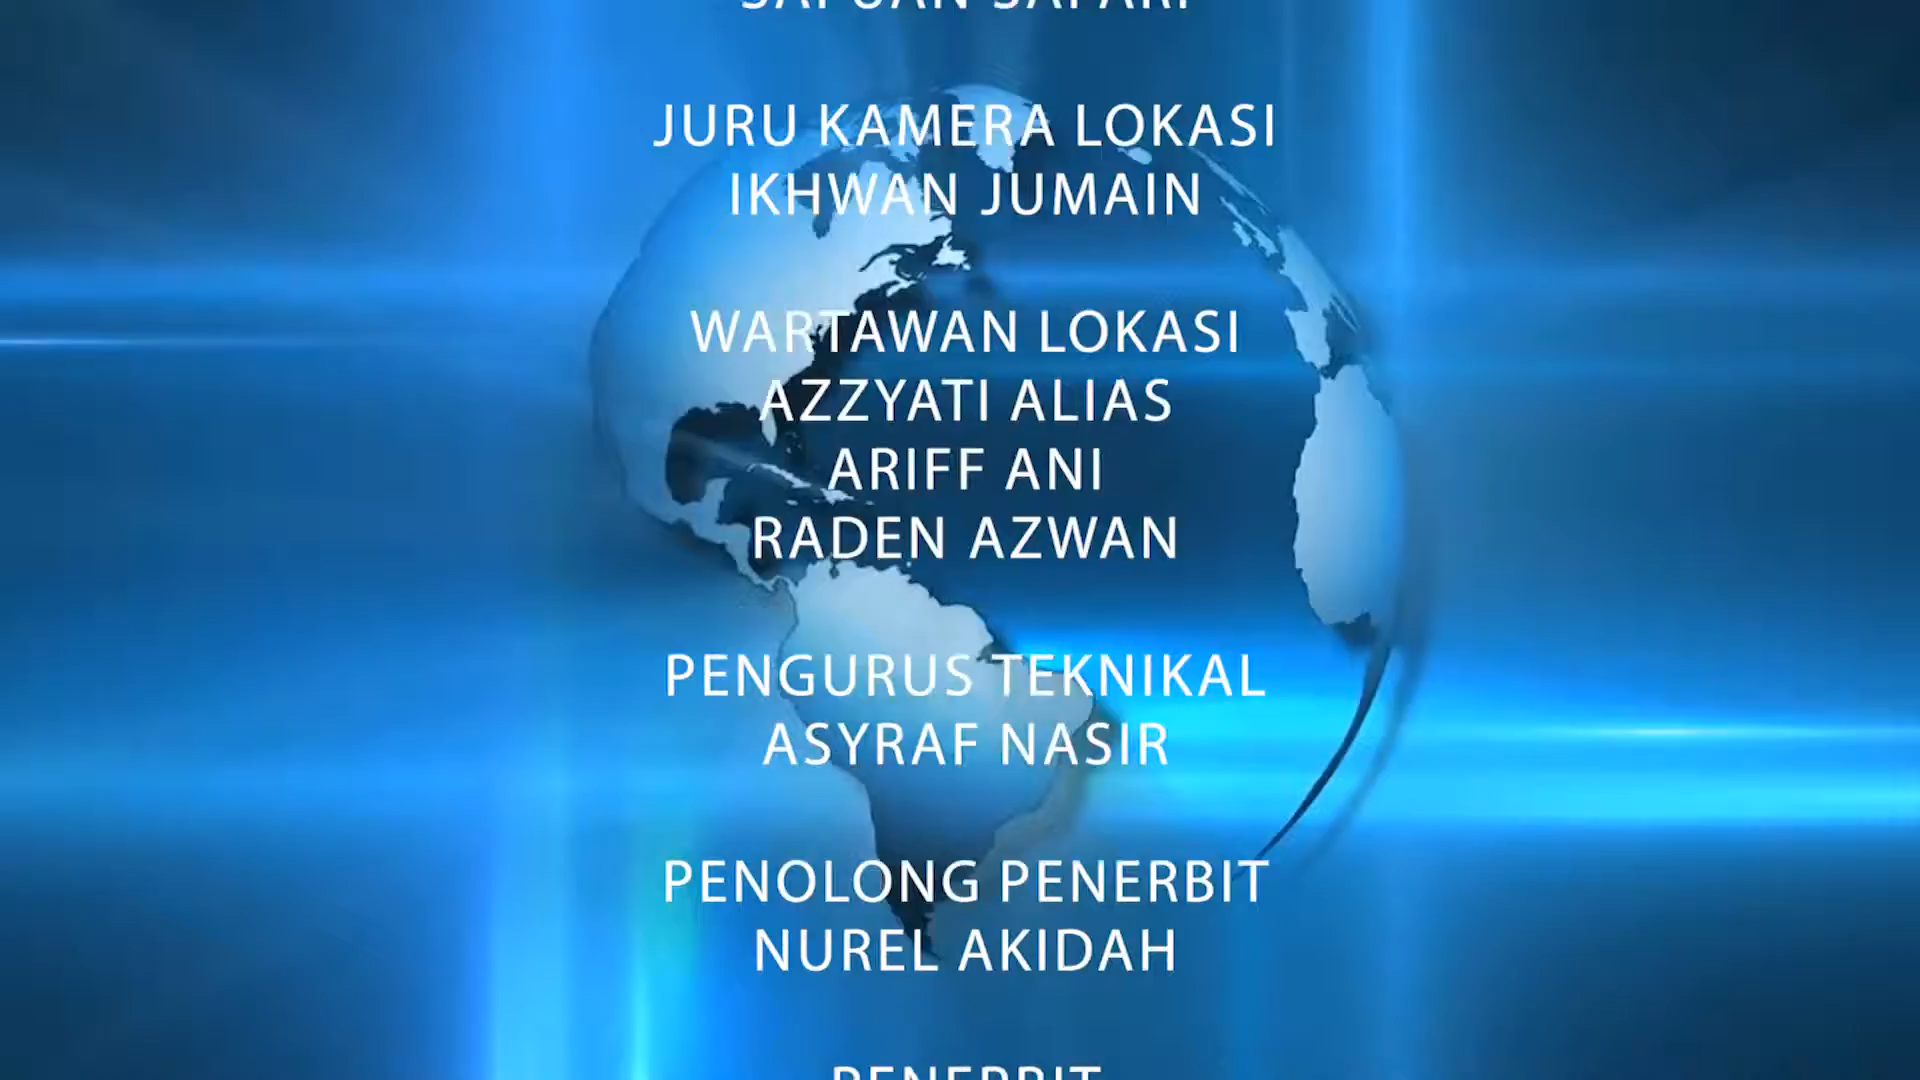 JURU KAMERA LOKASI
IKHWAN JUMAIN
WARTAWAN LOKASI
AZZYATI ALIAS
ARIFF ANI
RADEN AZWAN
PENGURUS TEKNIKAL
ASYRAF NASIR
PENOLONG PENERBIT
NUREL AKIDAH
PENERBIT